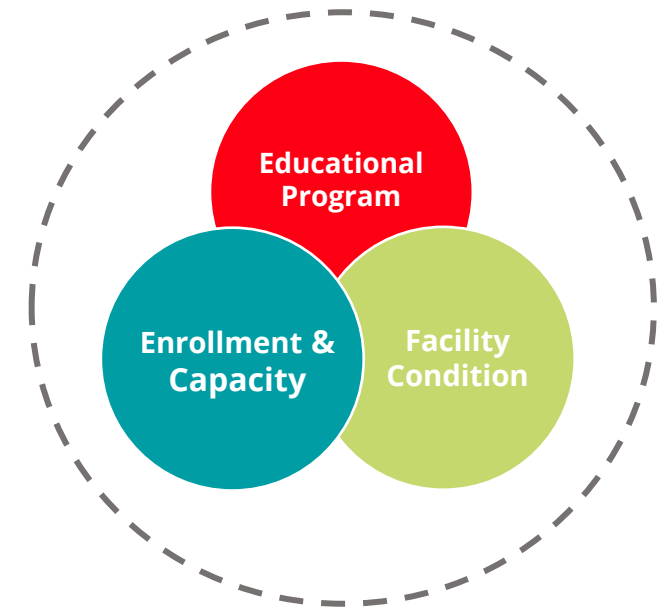 Educational
Program
Enrollment &
Capacity
Facility
Condition